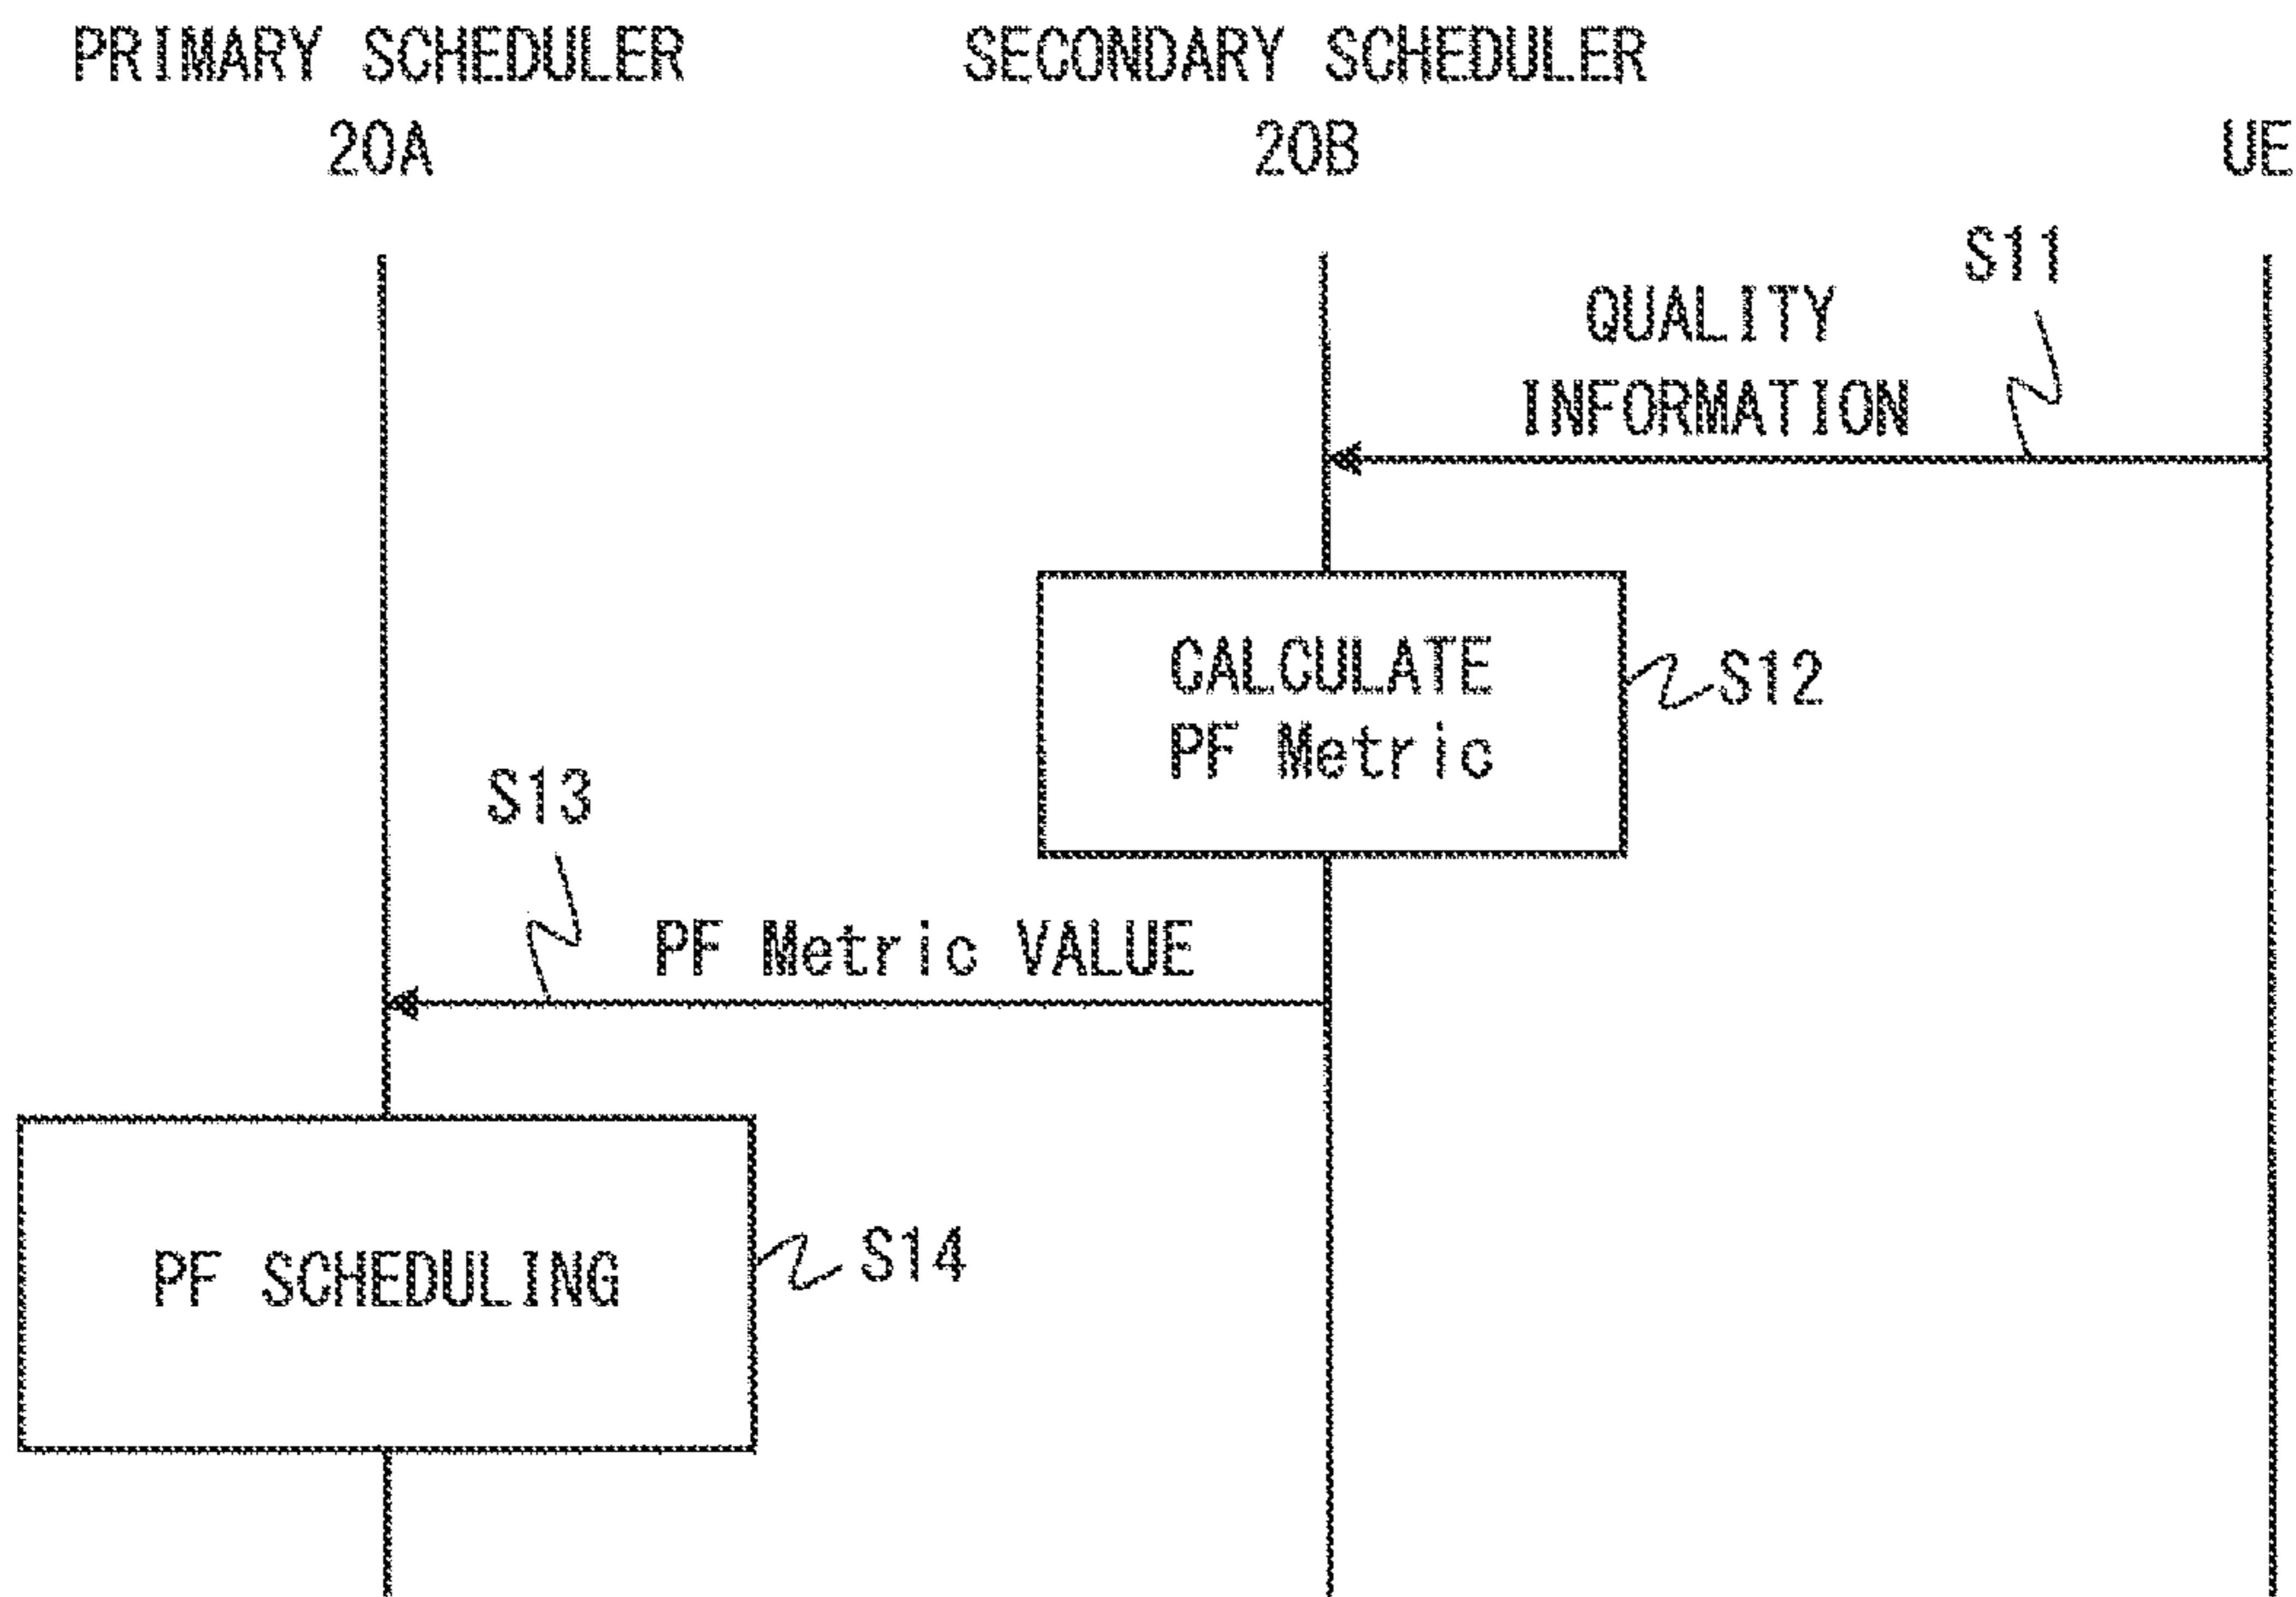 PRIMARY SCHEDULER
20A
SECONDARY SCHEDULER
20B
UE
S11
QUALITY
INFORMATION
CALCULATE
PF Metric
S12
S13
PF Metric VALUE
PF SCHEDULING
S14